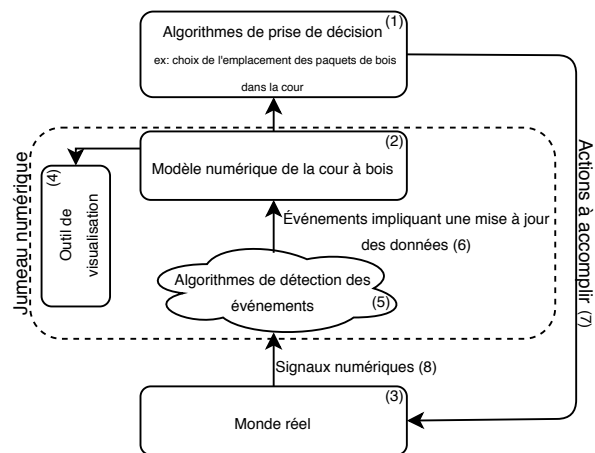 (1)
Algorithmes de prise de décision
ex: choix de l'emplacement des paquets de bois
dans la cour
Jumeau numérique
(2)
Modèle numérique de la cour à bois
(4)
Outil de
visualisation
Événements impliquant une mise à jour
des données (6)
Algorithmes de détection des
événements
(5)
Actions à accomplir (7)
Signaux numériques (8)
(3)
Monde réel